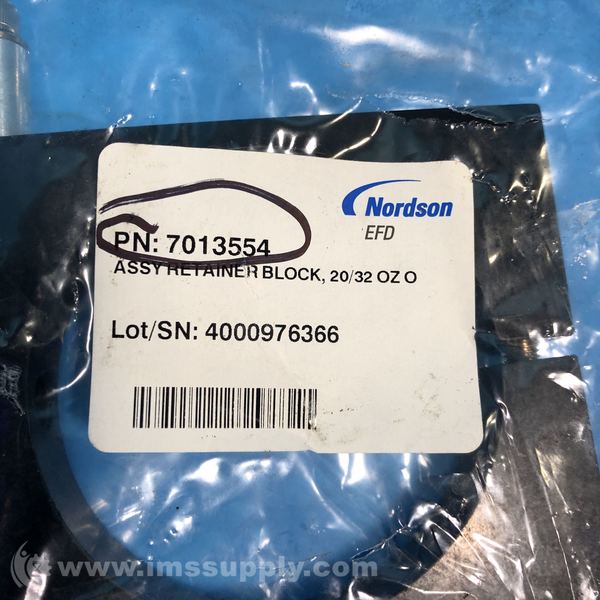 Nordson
EFD
PN: 7013554
ASSY RETAINER BLOCK, 20/32 OZ O
Lot/SN: 4000976366
www.imssupply.com